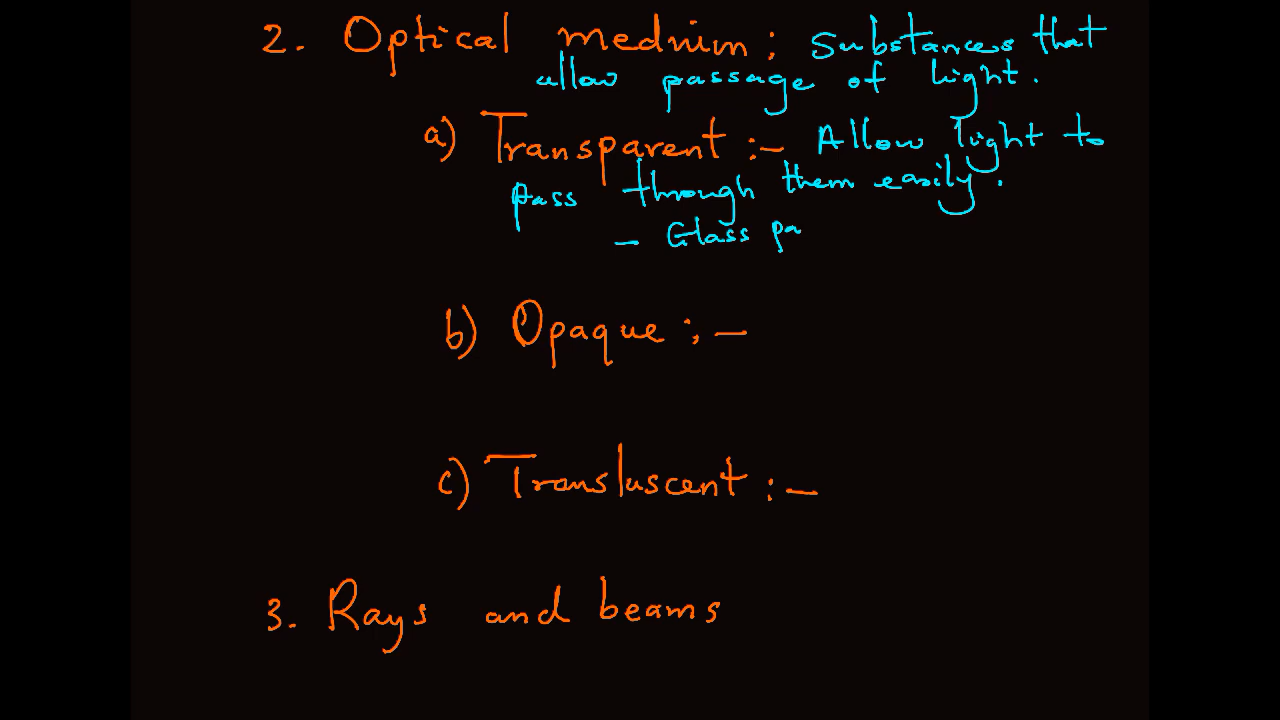 2. Optical medium : Substances that
allow passage of light.
a) Transparent :- Allow light to
pass through them easily.
- Glass pa
b) Opaque :-
c) Transluscent :-
3. Rays and beams